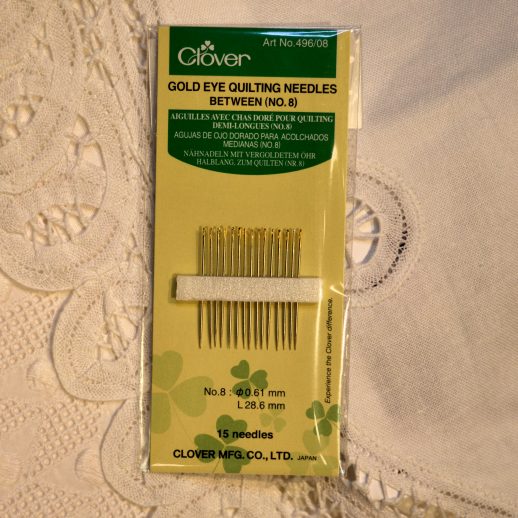 Art No.496/08
Clover
GOLD EYE QUILTING NEEDLES
BETWEEN (NO. 8)
AIGUILLES AVEC CHAS DORÉ POUR QUILTING
DEMI-LONGUES (NO.8)
AGUJAS DE OJO DORADO PARA ACOLCHADOS
MEDIANAS (NO.8)
NÄHNADELN MIT VERGOLDETEM ÖHR
HALBLANG, ZUM QUILTEN (NR.8)
Experience the Clover difference.
No.8 : φ0.61 mm
L28.6 mm
15 needles
CLOVER MFG. CO., LTD. JAPAN